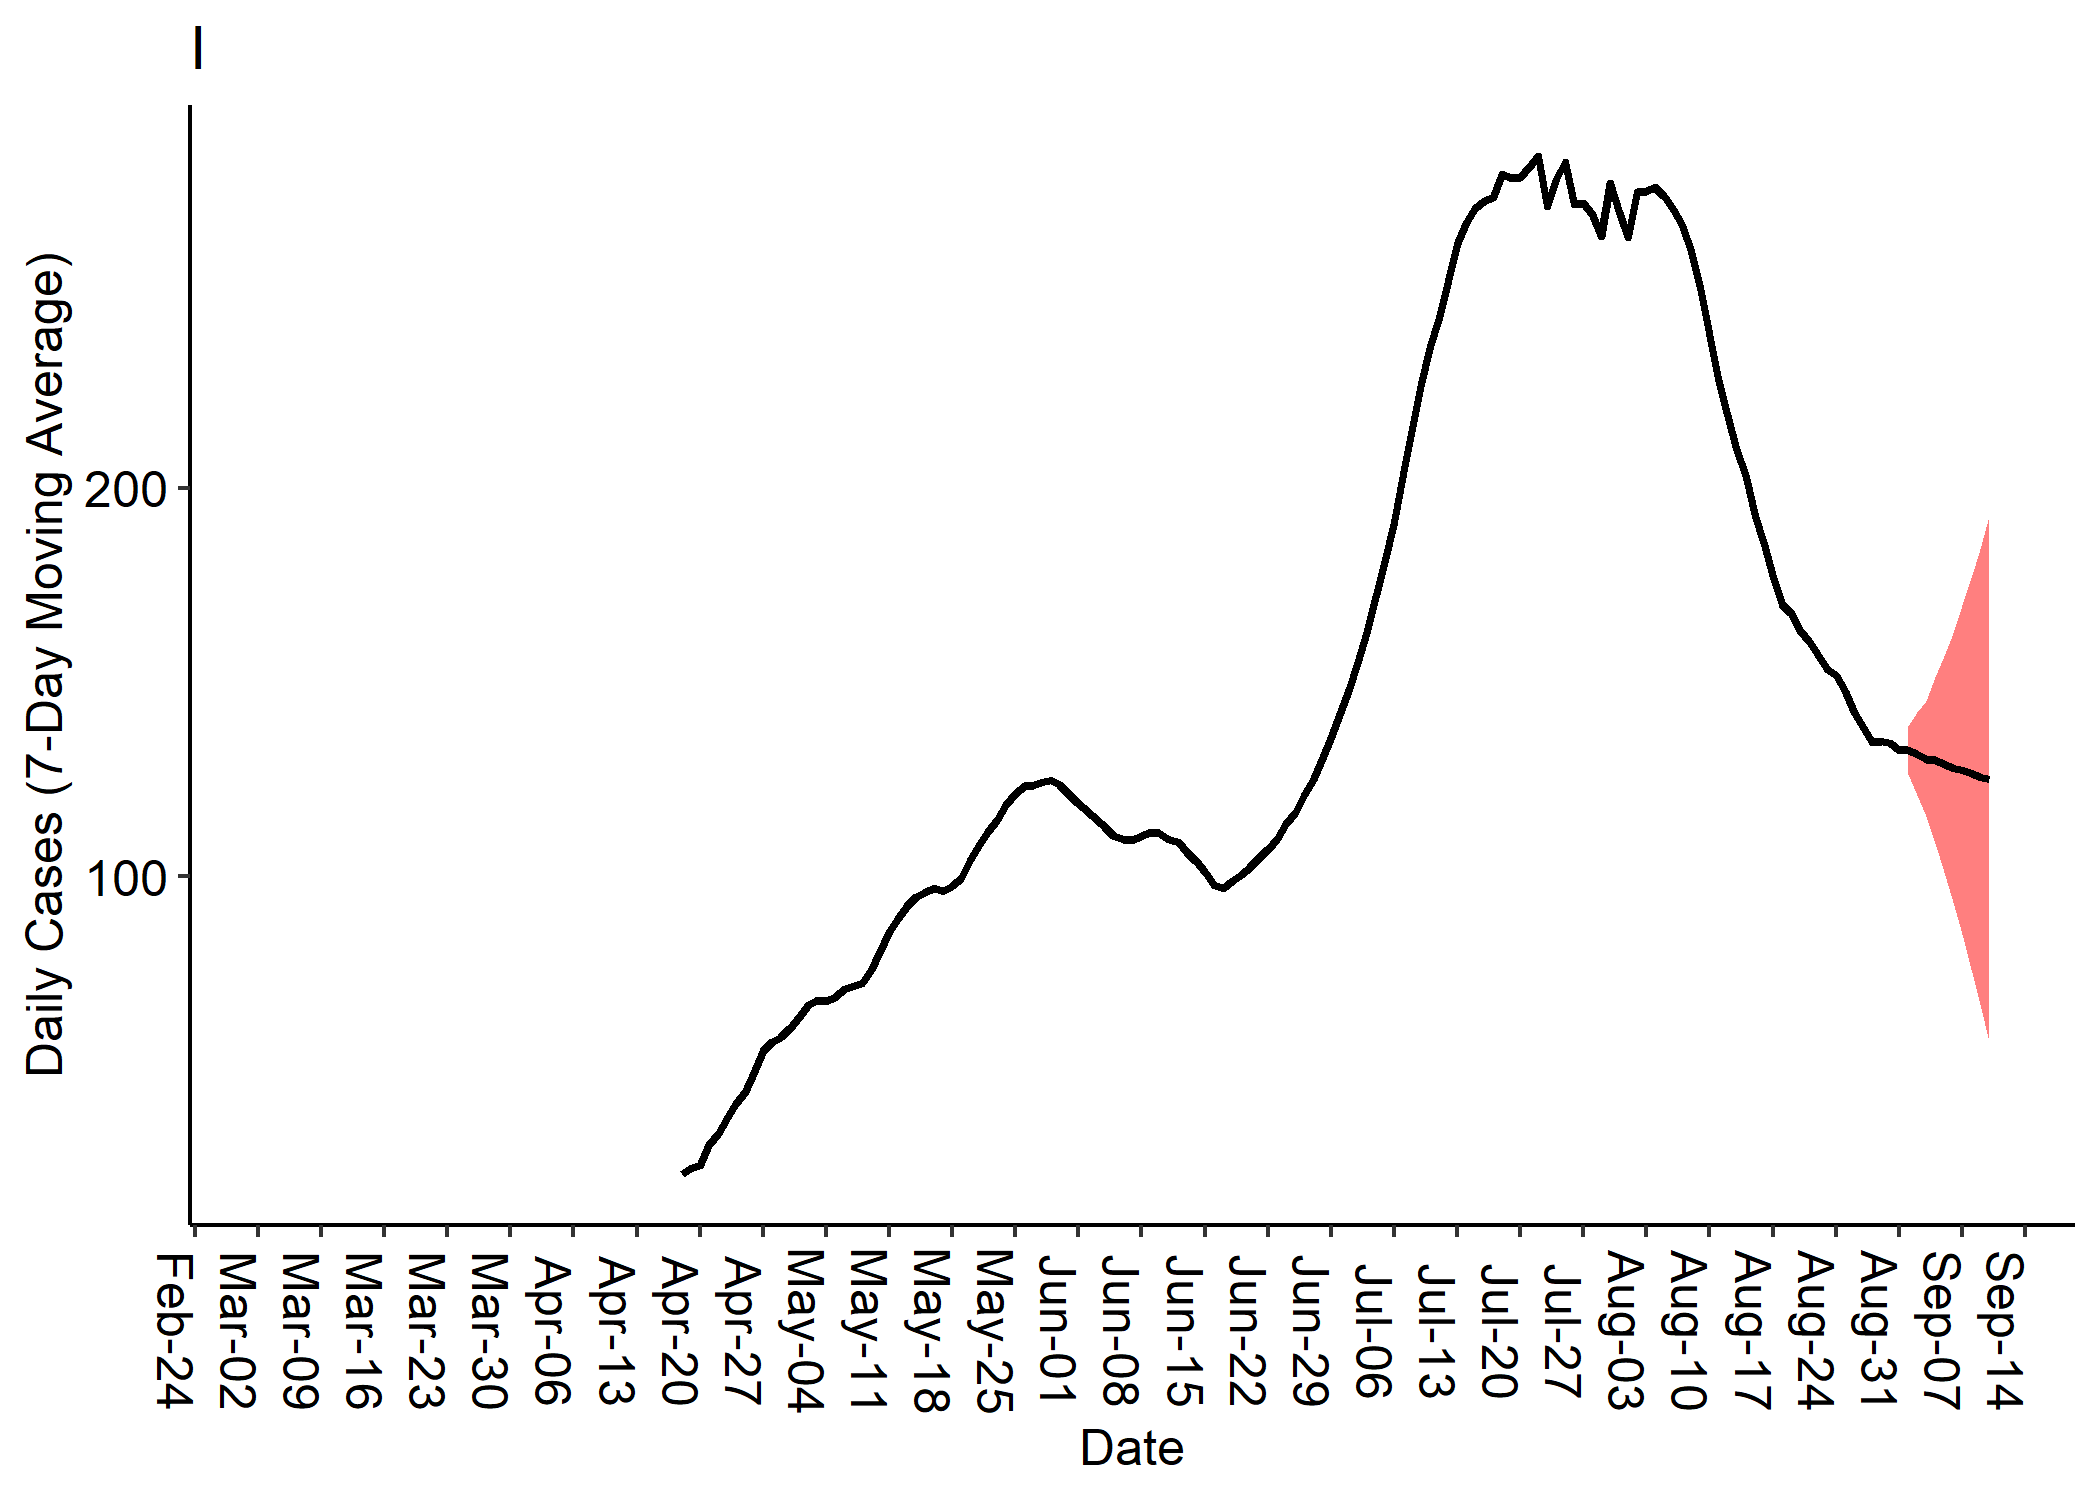 I
Daily Cases (7-Day Moving Average)
200
100
Feb-24
Mar-02
Mar-09
Mar-16
Mar-23
Mar-30
Apr-06
Apr-13
Apr-20
Apr-27
May-04
May-11
May-18
May-25
Jun-01
Jun-08
Jun-15
Jun-22
Jun-29
Jul-06
Jul-13
Jul-20
Jul-27
Aug-03
Aug-10
Aug-17
Aug-24
Aug-31
Sep-07
Sep-14
Date